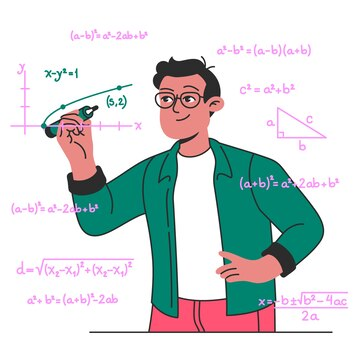 (a-b)²= a²-2ab+b²
a²-b²= (a-b)(a+b)
y
x-y²=1
c²= a²+b²
(5,2)
x
a
c
b
(a+b)²= a²+2ab+b²
(a-b)²= a²-2ab+b²
d=√(x₂-x₁)²+(x₂-x₁)²
a²+b²= (a+b)²-2ab
x=-b±√b²-4ac
2a